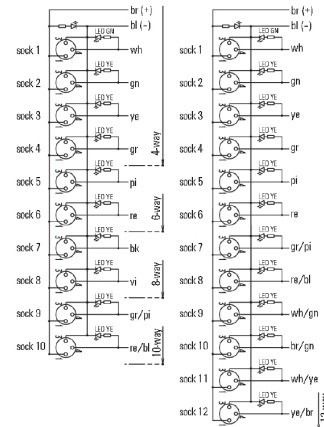 br (+)
bl (−)
LED GN
sock 1
wh
LED YE
sock 2
gn
LED YE
sock 3
ye
LED YE
sock 4
gr
4-way
LED YE
sock 5
pi
LED YE
sock 6
re
6-way
LED YE
sock 7
bk
LED YE
sock 8
vi
8-way
LED YE
sock 9
gr/pi
LED YE
sock 10
re/bl
10-way
br (+)
bl (−)
LED GN
sock 1
wh
LED YE
sock 2
gn
LED YE
sock 3
ye
LED YE
sock 4
gr
LED YE
sock 5
pi
LED YE
sock 6
re
LED YE
sock 7
gr/pi
LED YE
sock 8
re/bl
LED YE
sock 9
wh/gn
LED YE
sock 10
br/gn
LED YE
sock 11
wh/ye
LED YE
sock 12
ye/br